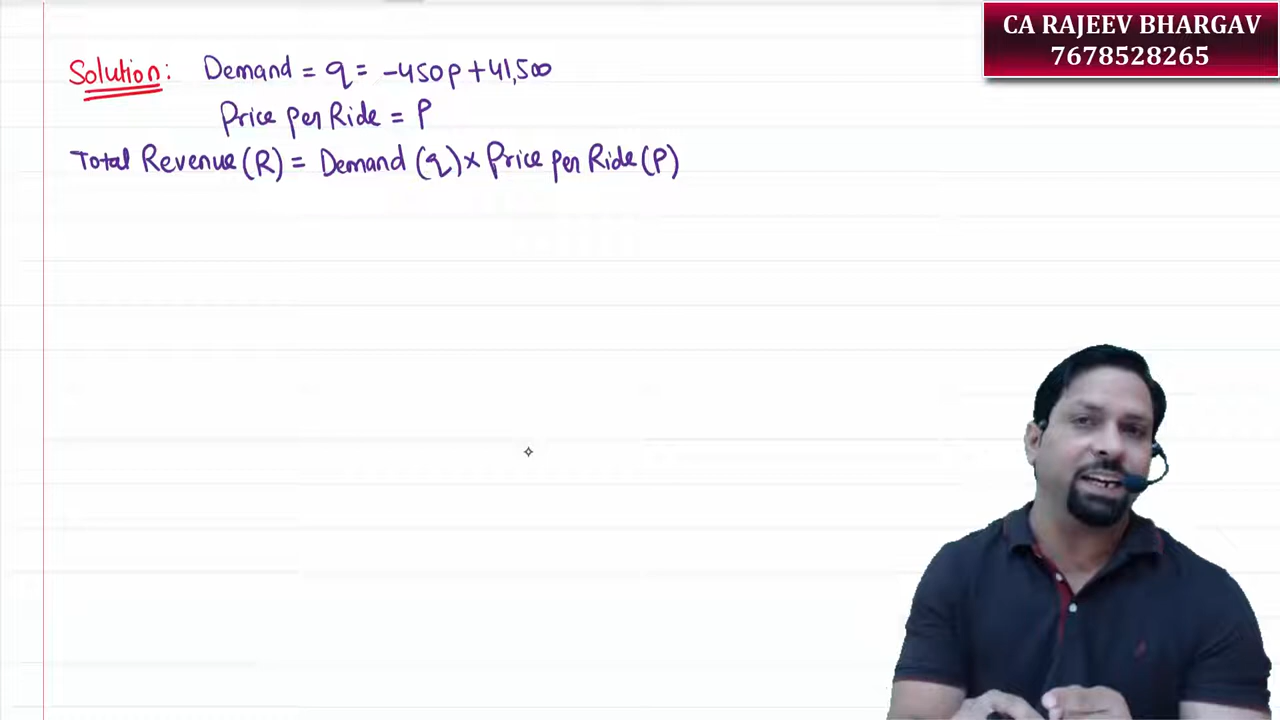 CA RAJEEV BHARGAV
7678528265
Solution: Demand = q = -450p + 41,500
Price per Ride = P
Total Revenue (R) = Demand (q) × Price per Ride (P)